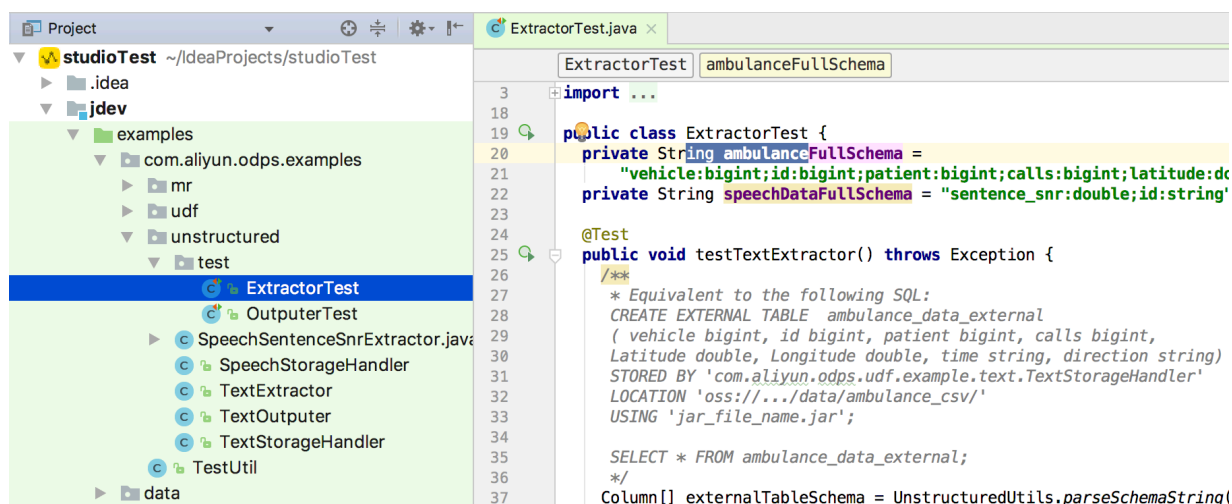 Project
studioTest ~/IdeaProjects/studioTest
.idea
jdev
examples
com.aliyun.odps.examples
mr
udf
unstructured
test
ExtractorTest
OutputerTest
SpeechSentenceSnrExtractor.java
SpeechStorageHandler
TextExtractor
TextOutputer
TextStorageHandler
TestUtil
data
ExtractorTest.java
ExtractorTest ambulanceFullSchema
3 import ...
18
19 public class ExtractorTest {
20 private String ambulanceFullSchema =
21 "vehicle:bigint;id:bigint;patient:bigint;calls:bigint;latitude:do
22 private String speechDataFullSchema = "sentence_snr:double;id:string"
23
24 @Test
25 public void testTextExtractor() throws Exception {
26 /**
27 * Equivalent to the following SQL:
28 CREATE EXTERNAL TABLE ambulance_data_external
29 ( vehicle bigint, id bigint, patient bigint, calls bigint,
30 Latitude double, Longitude double, time string, direction string)
31 STORED BY 'com.aliyun.odps.udf.example.text.TextStorageHandler'
32 LOCATION 'oss://.../data/ambulance_csv/'
33 USING 'jar_file_name.jar';
34
35 SELECT * FROM ambulance_data_external;
36 */
37 Column[] externalTableSchema = UnstructuredUtils.parseSchemaString(